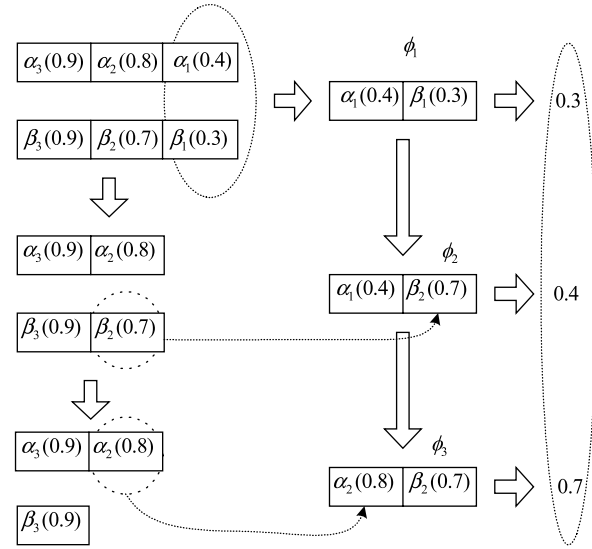 ϕ₁
α₃(0.9) α₂(0.8) α₁(0.4)
α₁(0.4) β₁(0.3) 0.3
β₃(0.9) β₂(0.7) β₁(0.3)
α₃(0.9) α₂(0.8)
ϕ₂
α₁(0.4) β₂(0.7) 0.4
β₃(0.9) β₂(0.7)
α₃(0.9) α₂(0.8)
ϕ₃
α₂(0.8) β₂(0.7) 0.7
β₃(0.9)